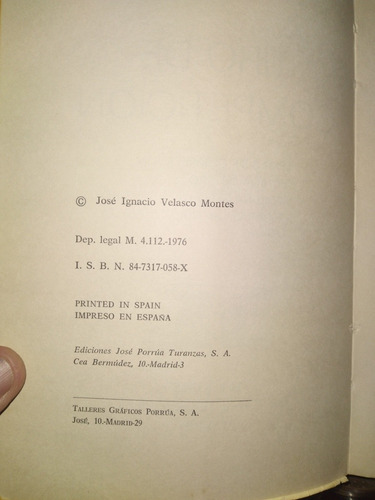 © José Ignacio Velasco Montes
Dep. legal M. 4.112.-1976
I. S. B. N. 84-7317-058-X
PRINTED IN SPAIN
IMPRESO EN ESPAÑA
Ediciones José Porrúa Turanzas, S. A.
Cea Bermúdez, 10.-Madrid-3
TALLERES GRÁFICOS PORRÚA, S. A.
JOSÉ, 10.-MADRID-29